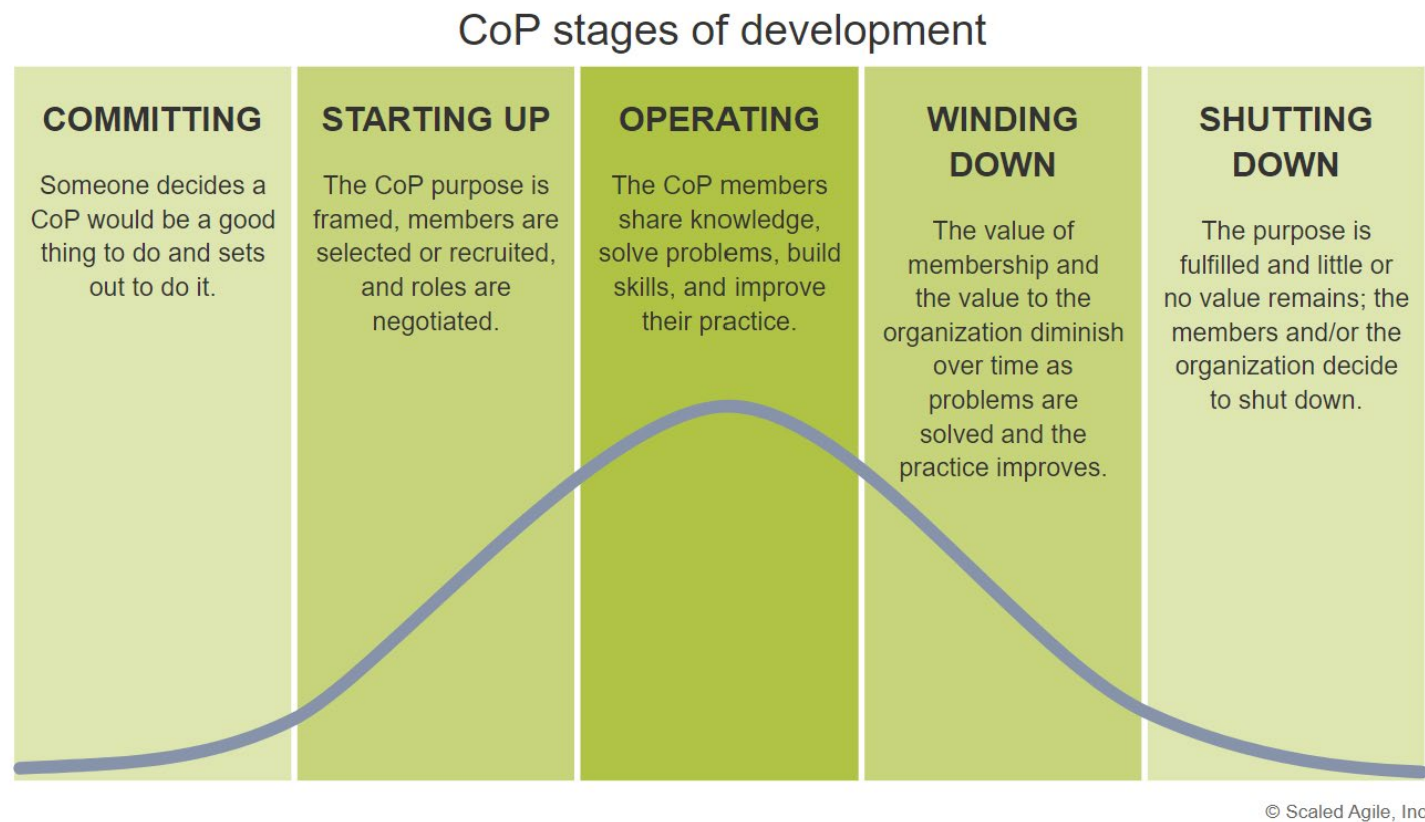 CoP stages of development
COMMITTING
Someone decides a
CoP would be a good
thing to do and sets
out to do it.
STARTING UP
The CoP purpose is
framed, members are
selected or recruited,
and roles are
negotiated.
OPERATING
The CoP members
share knowledge,
solve problems, build
skills, and improve
their practice.
WINDING
DOWN
The value of
membership and
the value to the
organization diminish
over time as
problems are
solved and the
practice improves.
SHUTTING
DOWN
The purpose is
fulfilled and little or
no value remains; the
members and/or the
organization decide
to shut down.
© Scaled Agile, Inc